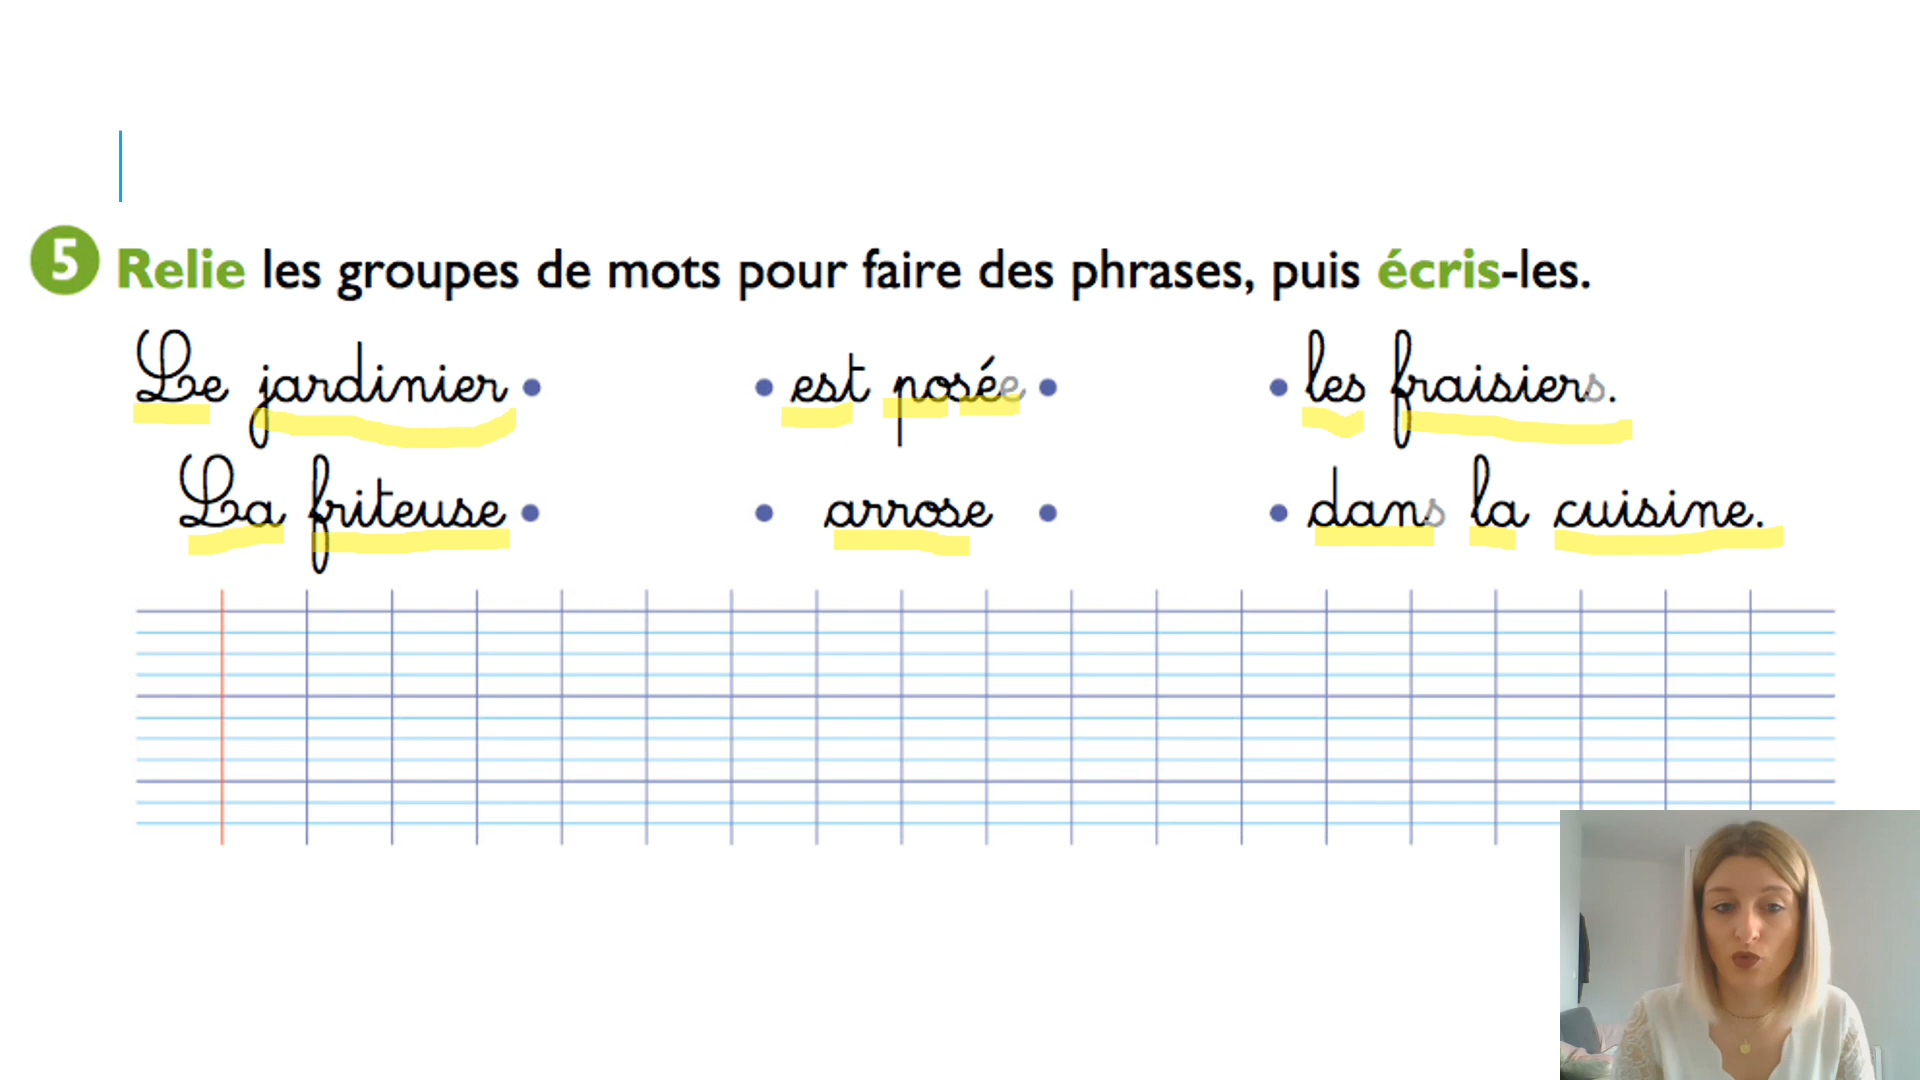 5 Relie les groupes de mots pour faire des phrases, puis écris-les.
Le jardinier • • est posée • • les fraisiers.
La friteuse • • arrose • • dans la cuisine.